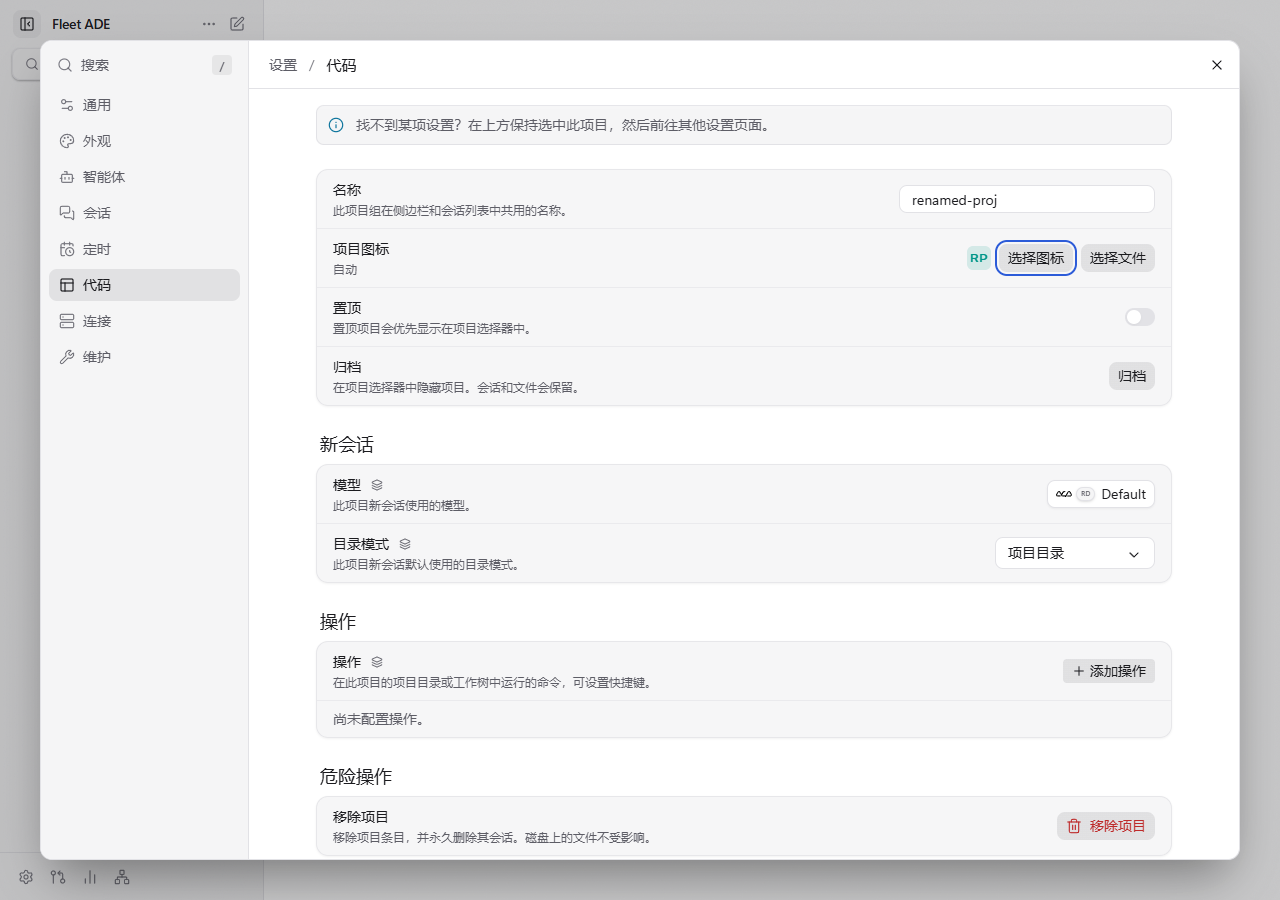 Fleet ADE
搜索
/
通用
外观
智能体
会话
定时
代码
连接
维护
设置 / 代码
找不到某项设置？在上方保持选中此项目，然后前往其他设置页面。
名称
此项目组在侧边栏和会话列表中共用的名称。
renamed-proj
项目图标
自动
RP
选择图标
选择文件
置顶
置顶项目会优先显示在项目选择器中。
归档
在项目选择器中隐藏项目。会话和文件会保留。
归档
新会话
模型
此项目新会话使用的模型。
RD
Default
目录模式
此项目新会话默认使用的目录模式。
项目目录
操作
操作
在此项目的项目目录或工作树中运行的命令，可设置快捷键。
添加操作
尚未配置操作。
危险操作
移除项目
移除项目条目，并永久删除其会话。磁盘上的文件不受影响。
移除项目